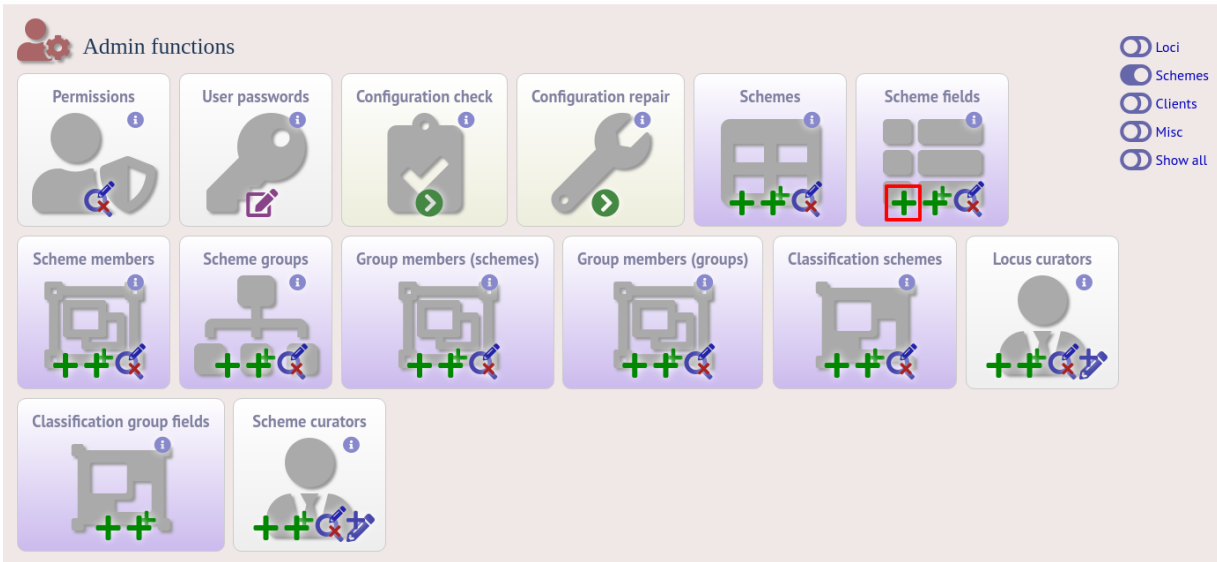 Admin functions
Loci
Schemes
Clients
Misc
Show all
Permissions
User passwords
Configuration check
Configuration repair
Schemes
Scheme fields
Scheme members
Scheme groups
Group members (schemes)
Group members (groups)
Classification schemes
Locus curators
Classification group fields
Scheme curators